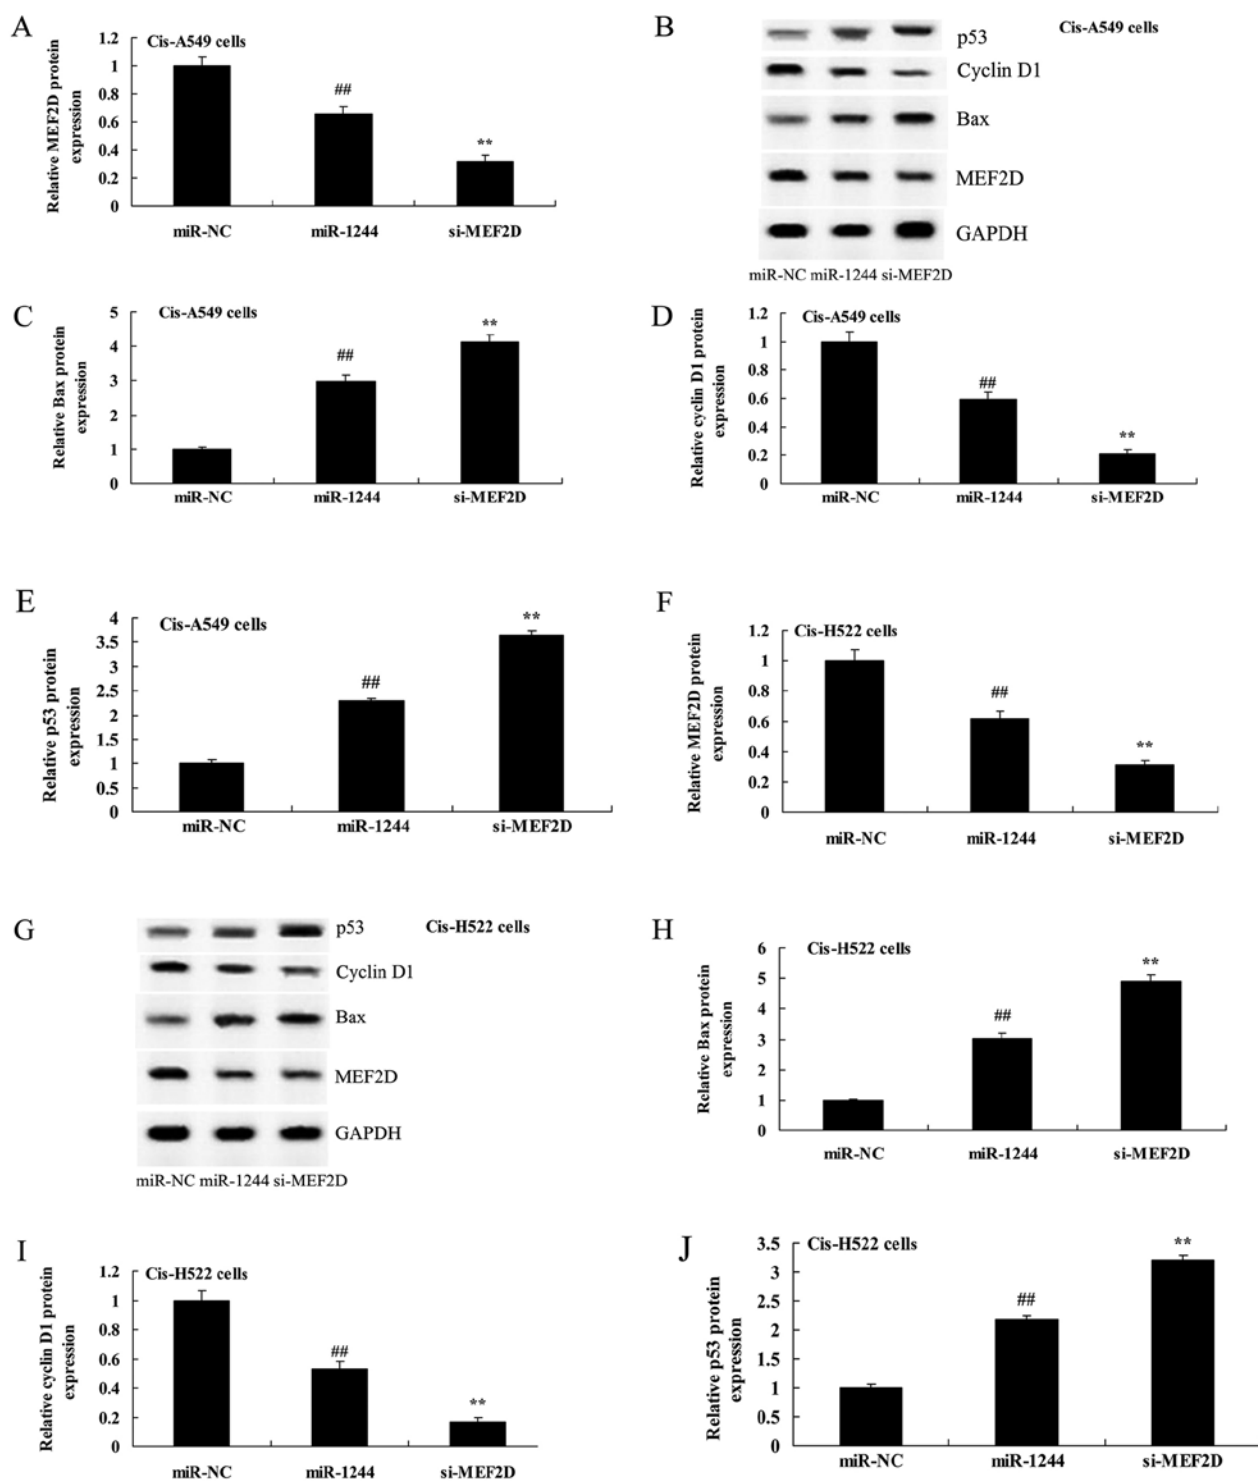 A
Relative MEF2D protein
expression
Cis-A549 cells
1.2
1
0.8
0.6
0.4
0.2
0
##
**
miR-NC miR-1244 si-MEF2D
B
Cis-A549 cells
p53
Cyclin D1
Bax
MEF2D
GAPDH
miR-NC miR-1244 si-MEF2D
C
Relative Bax protein
expression
Cis-A549 cells
5
4
3
2
1
0
##
**
miR-NC miR-1244 si-MEF2D
D
Relative cyclin D1 protein
expression
Cis-A549 cells
1.2
1
0.8
0.6
0.4
0.2
0
##
**
miR-NC miR-1244 si-MEF2D
E
Relative p53 protein
expression
Cis-A549 cells
4
3.5
3
2.5
2
1.5
1
0.5
0
##
**
miR-NC miR-1244 si-MEF2D
F
Relative MEF2D protein
expression
Cis-H522 cells
1.2
1
0.8
0.6
0.4
0.2
0
##
**
miR-NC miR-1244 si-MEF2D
G
Cis-H522 cells
p53
Cyclin D1
Bax
MEF2D
GAPDH
miR-NC miR-1244 si-MEF2D
H
Relative Bax protein
expression
Cis-H522 cells
6
5
4
3
2
1
0
##
**
miR-NC miR-1244 si-MEF2D
I
Relative cyclin D1 protein
expression
Cis-H522 cells
1.2
1
0.8
0.6
0.4
0.2
0
##
**
miR-NC miR-1244 si-MEF2D
J
Relative p53 protein
expression
Cis-H522 cells
3.5
3
2.5
2
1.5
1
0.5
0
##
**
miR-NC miR-1244 si-MEF2D